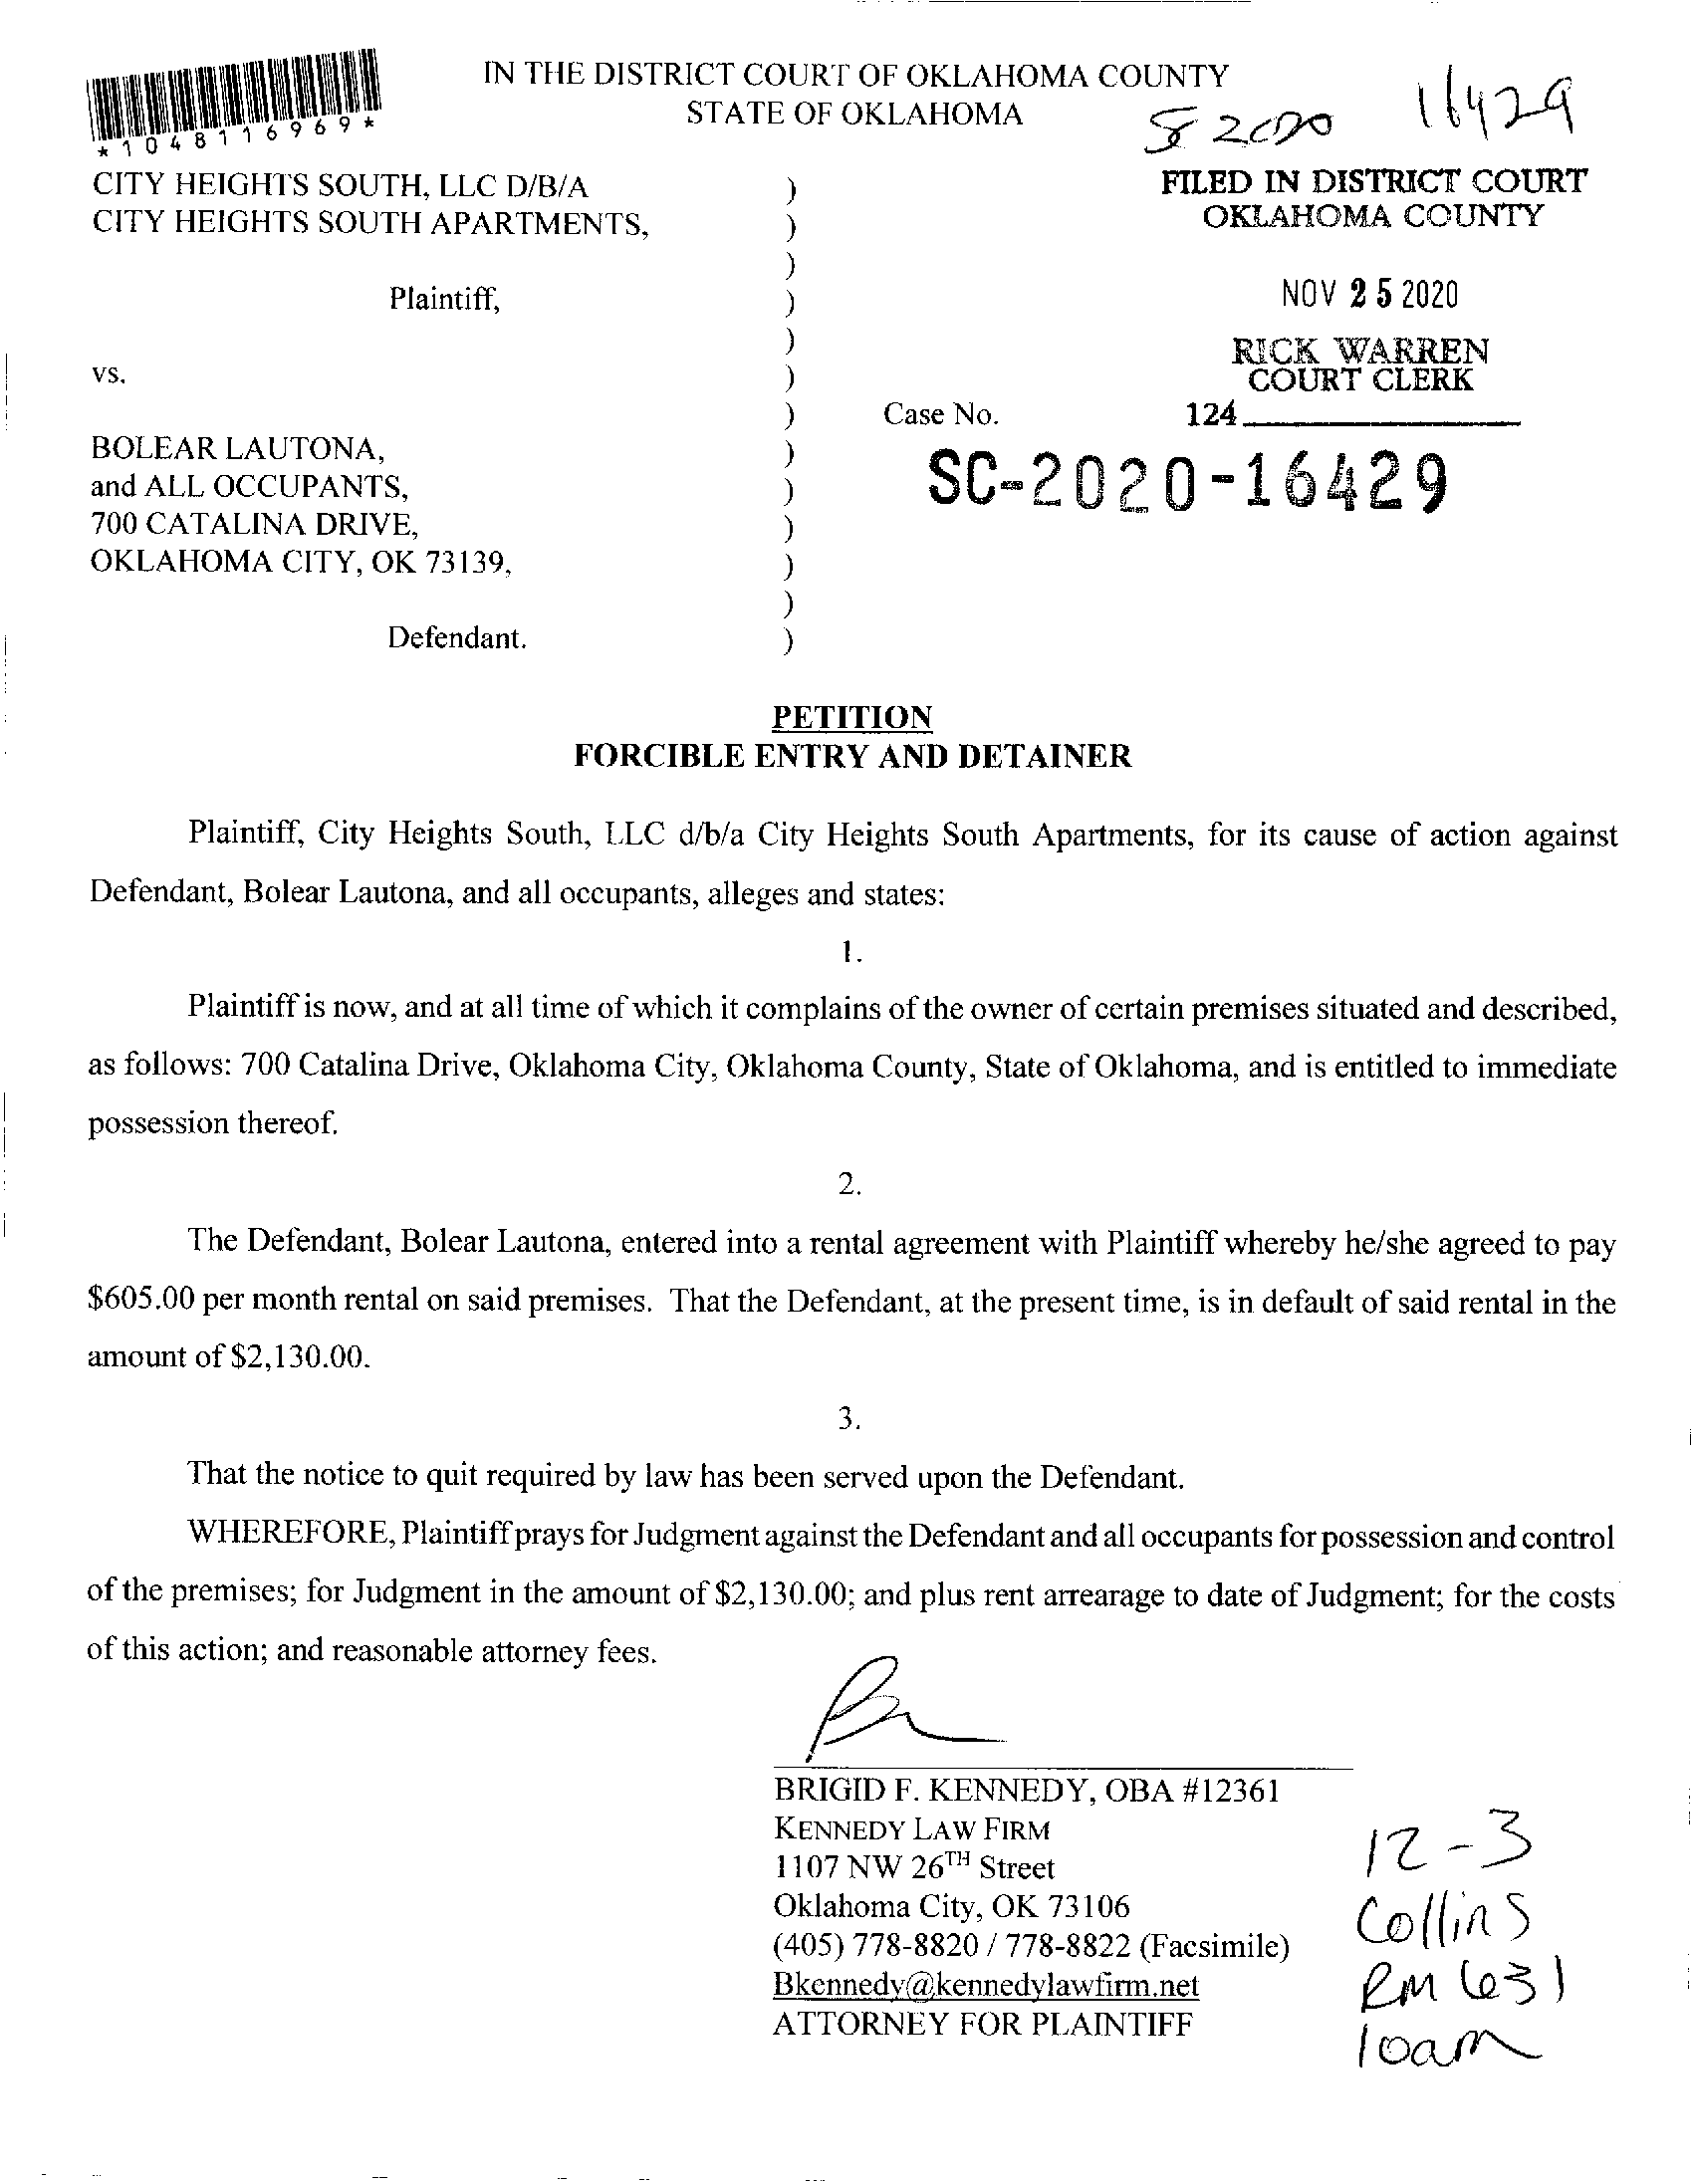 IN THE DISTRICT COURT OF OKLAHOMA COUNTY
STATE OF OKLAHOMA
16429
*1048116969*
CITY HEIGHTS SOUTH, LLC D/B/A )
CITY HEIGHTS SOUTH APARTMENTS, )
)
Plaintiff, )
)
vs. )
)
BOLEAR LAUTONA, )
and ALL OCCUPANTS, )
700 CATALINA DRIVE, )
OKLAHOMA CITY, OK 73139, )
)
Defendant. )
FILED IN DISTRICT COURT
OKLAHOMA COUNTY
NOV 25 2020
RICK WARREN
COURT CLERK
124
Case No.
SC-2020-16429
PETITION
FORCIBLE ENTRY AND DETAINER
Plaintiff, City Heights South, LLC d/b/a City Heights South Apartments, for its cause of action against
Defendant, Bolear Lautona, and all occupants, alleges and states:
1.
Plaintiff is now, and at all time of which it complains of the owner of certain premises situated and described,
as follows: 700 Catalina Drive, Oklahoma City, Oklahoma County, State of Oklahoma, and is entitled to immediate
possession thereof.
2.
The Defendant, Bolear Lautona, entered into a rental agreement with Plaintiff whereby he/she agreed to pay
$605.00 per month rental on said premises. That the Defendant, at the present time, is in default of said rental in the
amount of $2,130.00.
3.
That the notice to quit required by law has been served upon the Defendant.
WHEREFORE, Plaintiff prays for Judgment against the Defendant and all occupants for possession and control
of the premises; for Judgment in the amount of $2,130.00; and plus rent arrearage to date of Judgment; for the costs
of this action; and reasonable attorney fees.
BRIGID F. KENNEDY, OBA #12361
KENNEDY LAW FIRM
1107 NW 26TH Street
Oklahoma City, OK 73106
(405) 778-8820 / 778-8822 (Facsimile)
Bkennedy@kennedylawfirm.net
ATTORNEY FOR PLAINTIFF
12-3
Collins
RM 631
10am